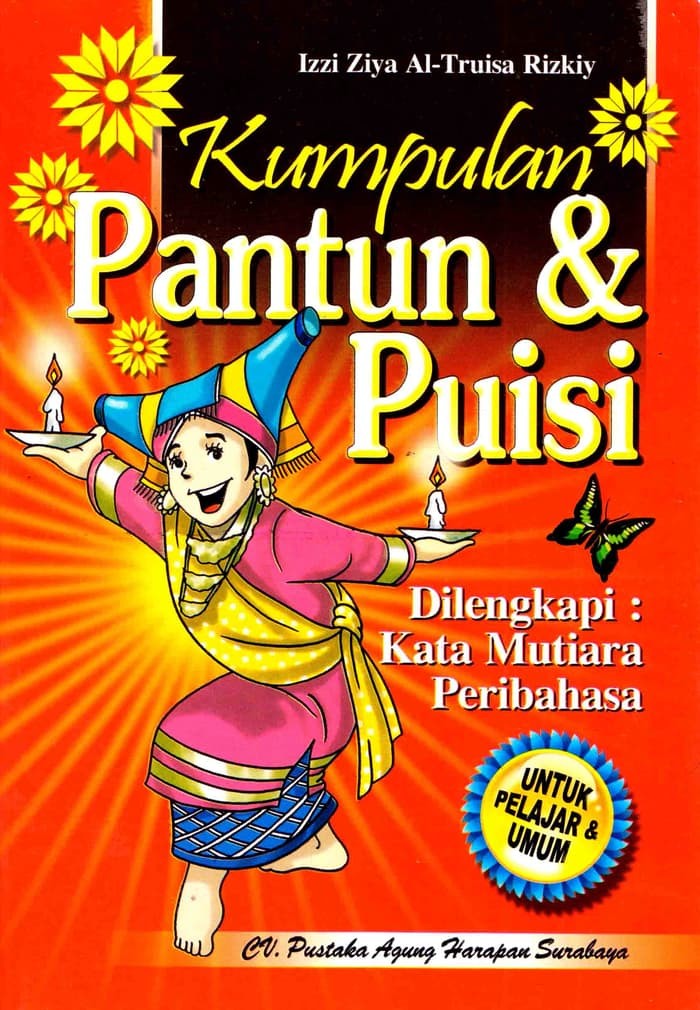 Izzi Ziya Al-Truisa Rizkiy
Kumpulan
Pantun &
Puisi
Dilengkapi :
Kata Mutiara
Peribahasa
UNTUK
PELAJAR &
UMUM
CV. Pustaka Agung Harapan Surabaya